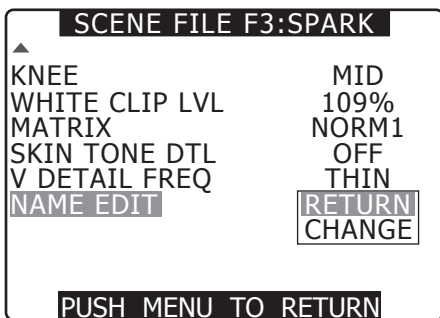 SCENE FILE F3:SPARK
KNEE MID
WHITE CLIP LVL 109%
MATRIX NORM1
SKIN TONE DTL OFF
V DETAIL FREQ THIN
NAME EDIT RETURN
CHANGE
PUSH MENU TO RETURN